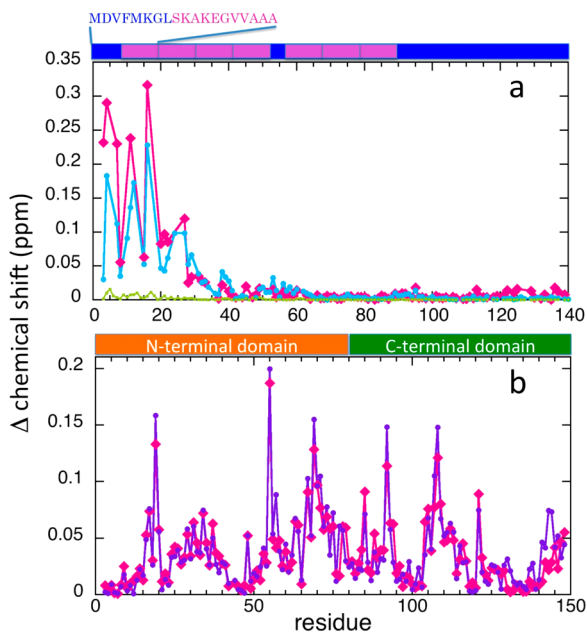 MDVFMKGLSKAKEGVVAAA
a
0.35
0.3
0.25
0.2
0.15
0.1
0.05
0
0 20 40 60 80 100 120 140
Δ chemical shift (ppm)
N-terminal domain C-terminal domain
b
0.2
0.15
0.1
0.05
0
0 50 100 150
residue